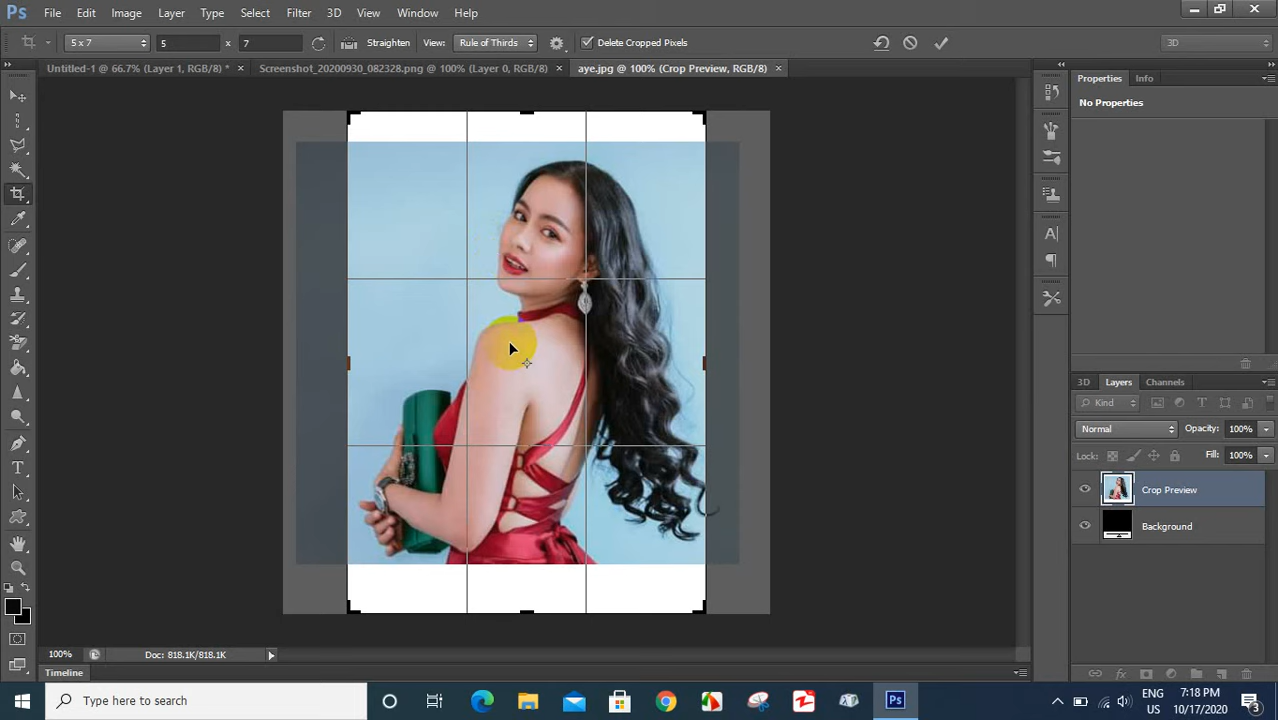 Ps File Edit Image Layer Type Select Filter 3D View Window Help
5 x 7 5 x 7 Straighten View: Rule of Thirds Delete Cropped Pixels 3D
Untitled-1 @ 66.7% (Layer 1, RGB/8) * × Screenshot_20200930_082328.png @ 100% (Layer 0, RGB/8) × aye.jpg @ 100% (Crop Preview, RGB/8) ×
Properties Info
No Properties
3D Layers Channels
Kind
Normal Opacity: 100%
Lock: Fill: 100%
Crop Preview
Background
100% Doc: 818.1K/818.1K
Timeline
Type here to search
Ps
ENG
US
7:18 PM
10/17/2020
3